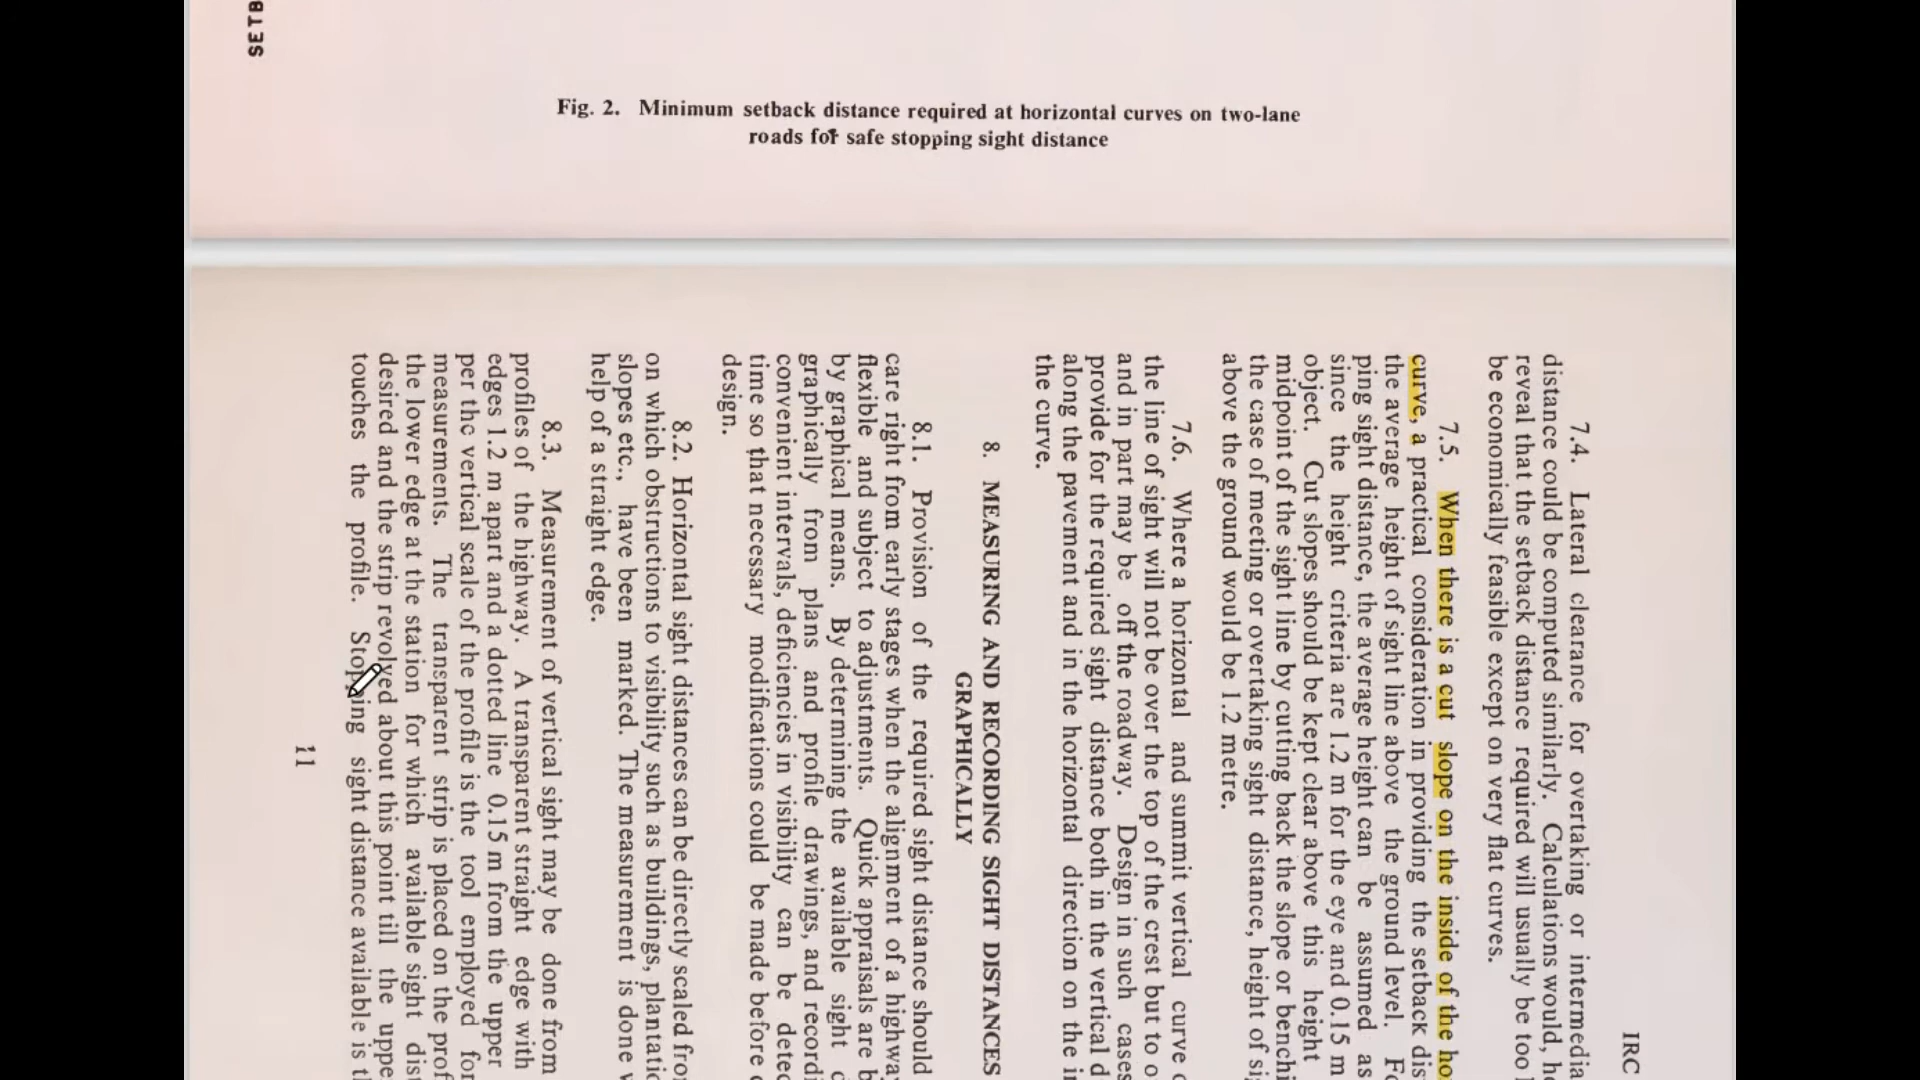 SETB
Fig. 2. Minimum setback distance required at horizontal curves on two-lane
roads for safe stopping sight distance
IRC
7.4. Lateral clearance for overtaking or
distance could be computed similarly. Calculations would,
reveal that the setback distance required will usually be too
be economically feasible except on very flat curves.
7.5. When there is a cut slope on the inside of the
curve, a practical consideration in providing the setback
the average height of sight line above the ground level.
ping sight distance, the average height can be assumed as
since the height criteria are 1.2 m for the eye and 0.15 m
object. Cut slopes should be kept clear above this height
midpoint of the sight line by cutting back the slope or
the case of meeting or overtaking sight distance, height of
above the ground would be 1.2 metre.
7.6. Where a horizontal and summit vertical curve
the line of sight will not be over the top of the crest but to
and in part may be off the roadway. Design in such cases
provide for the required sight distance both in the vertical
along the pavement and in the horizontal direction on the
the curve.
8. MEASURING AND RECORDING SIGHT DISTANCES
GRAPHICALLY
8.1. Provision of the required sight distance should
care right from early stages when the alignment of a
flexible and subject to adjustments. Quick appraisals are
by graphical means. By determining the available sight
graphically from plans and profile drawings, and
convenient intervals, deficiencies in visibility can be
time so that necessary modifications could be made before
design.
8.2. Horizontal sight distances can be directly scaled
on which obstructions to visibility such as buildings,
slopes etc., have been marked. The measurement is done
help of a straight edge.
8.3. Measurement of vertical sight may be done from
profiles of the highway. A transparent straight edge with
edges 1.2 m apart and a dotted line 0.15 m from the upper
per the vertical scale of the profile is the tool employed for
measurements. The transparent strip is placed on the
the lower edge at the station for which available sight
desired and the strip revolved about this point till the
touches the profile. Stopping sight distance available is
11